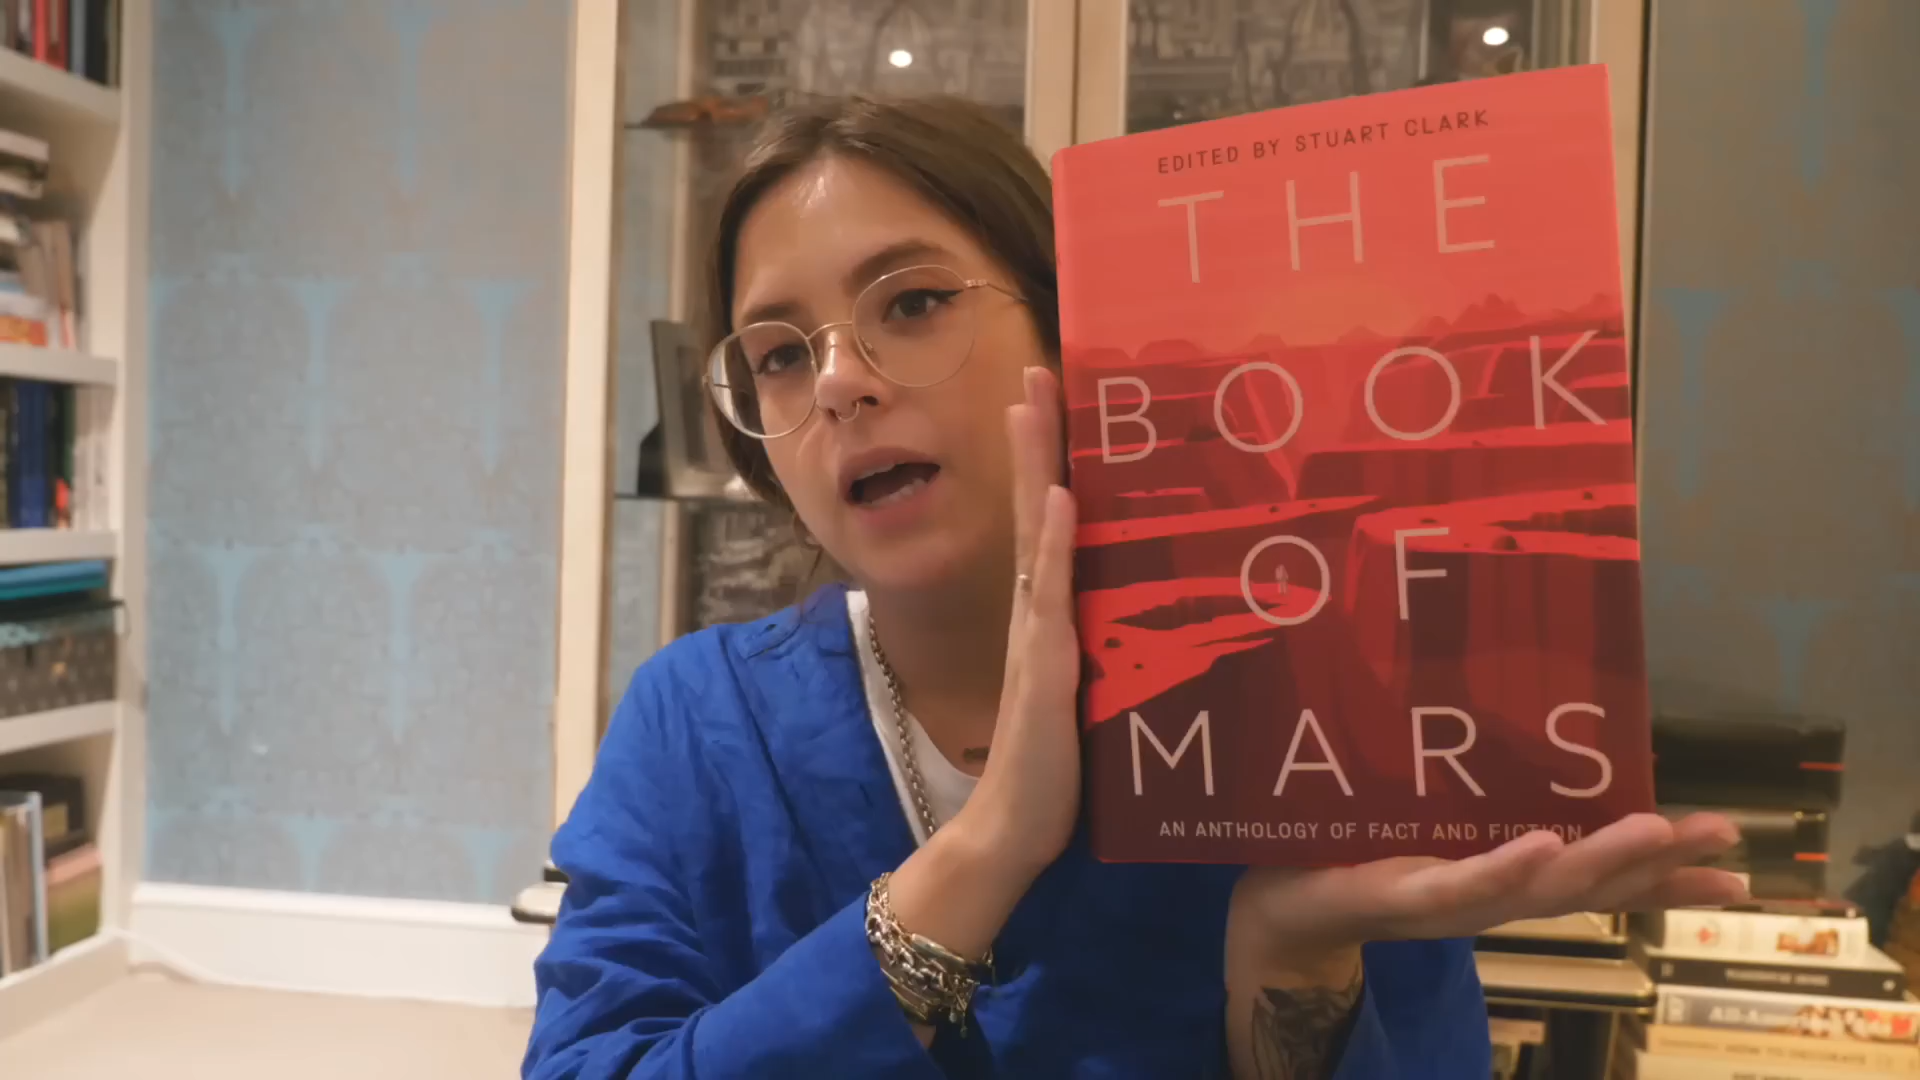 EDITED BY STUART CLARK
THE
BOOK
OF
MARS
AN ANTHOLOGY OF FACT AND FICTION